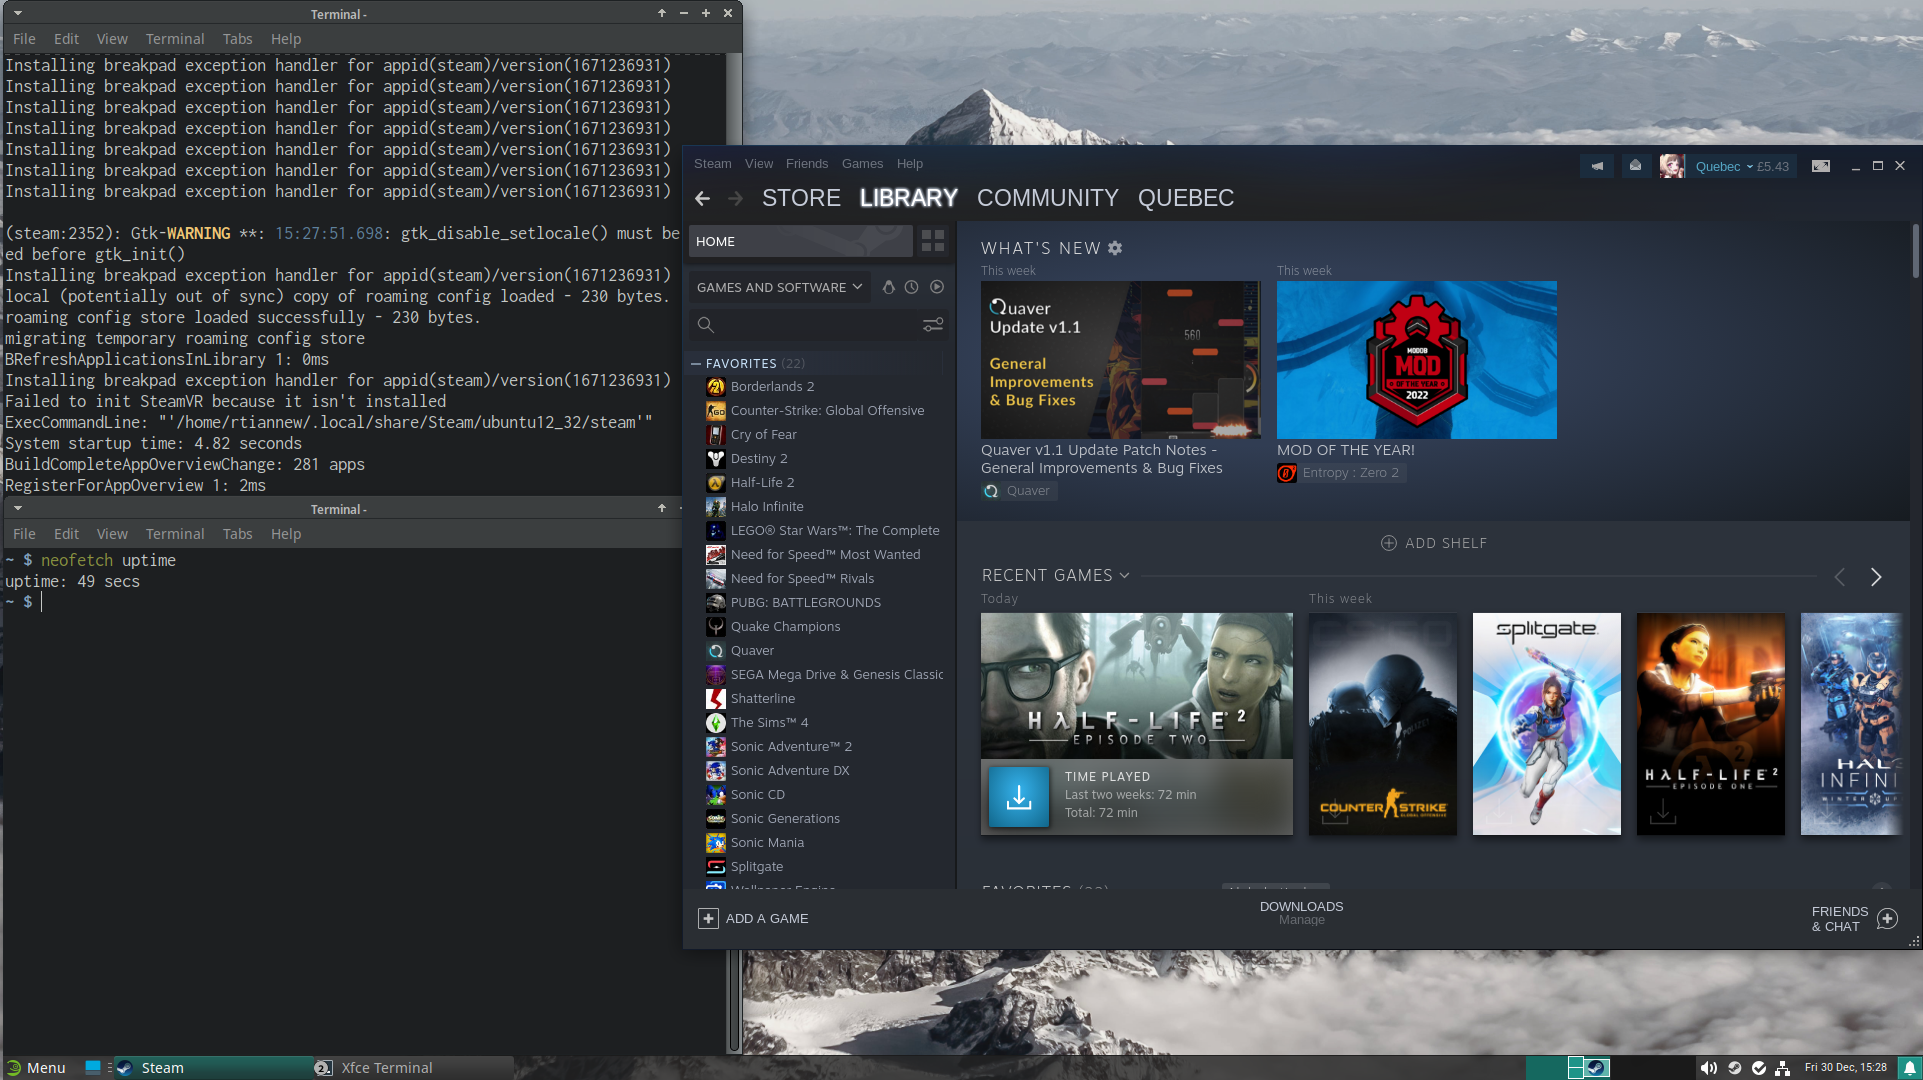 Terminal -
File Edit View Terminal Tabs Help
Installing breakpad exception handler for appid(steam)/version(1671236931)
Installing breakpad exception handler for appid(steam)/version(1671236931)
Installing breakpad exception handler for appid(steam)/version(1671236931)
Installing breakpad exception handler for appid(steam)/version(1671236931)
Installing breakpad exception handler for appid(steam)/version(1671236931)
Installing breakpad exception handler for appid(steam)/version(1671236931)
Installing breakpad exception handler for appid(steam)/version(1671236931)
(steam:2352): Gtk-WARNING **: 15:27:51.698: gtk_disable_setlocale() must be
ed before gtk_init()
Installing breakpad exception handler for appid(steam)/version(1671236931)
local (potentially out of sync) copy of roaming config loaded - 230 bytes.
roaming config store loaded successfully - 230 bytes.
migrating temporary roaming config store
BRefreshApplicationsInLibrary 1: 0ms
Installing breakpad exception handler for appid(steam)/version(1671236931)
Failed to init SteamVR because it isn't installed
ExecCommandLine: "'/home/rtiannew/.local/share/Steam/ubuntu12_32/steam'"
System startup time: 4.82 seconds
BuildCompleteAppOverviewChange: 281 apps
RegisterForAppOverview 1: 2ms
Terminal -
File Edit View Terminal Tabs Help
~ $ neofetch uptime
uptime: 49 secs
~ $
Steam View Friends Games Help
Quebec £5.43
STORE LIBRARY COMMUNITY QUEBEC
HOME
GAMES AND SOFTWARE
FAVORITES (22)
Borderlands 2
Counter-Strike: Global Offensive
Cry of Fear
Destiny 2
Half-Life 2
Halo Infinite
LEGO® Star Wars™: The Complete
Need for Speed™ Most Wanted
Need for Speed™ Rivals
PUBG: BATTLEGROUNDS
Quake Champions
Quaver
SEGA Mega Drive & Genesis Classic
Shatterline
The Sims™ 4
Sonic Adventure™ 2
Sonic Adventure DX
Sonic CD
Sonic Generations
Sonic Mania
Splitgate
Wallpaper Engine
WHAT'S NEW
This week
Quaver
Update v1.1
General
Improvements
& Bug Fixes
560
Quaver v1.1 Update Patch Notes -
General Improvements & Bug Fixes
Quaver
This week
MODDB
MOD
OF THE YEAR
2022
MOD OF THE YEAR!
Entropy : Zero 2
ADD SHELF
RECENT GAMES
Today
HALF-LIFE 2
EPISODE TWO
TIME PLAYED
Last two weeks: 72 min
Total: 72 min
This week
COUNTER STRIKE
GLOBAL OFFENSIVE
splitgate
HALF-LIFE 2
EPISODE ONE
HAL
INFINI
WINTER UP
FAVORITES (22)
ADD A GAME
DOWNLOADS
Manage
FRIENDS
& CHAT
Menu
Steam
2
Xfce Terminal
Fri 30 Dec, 15:28